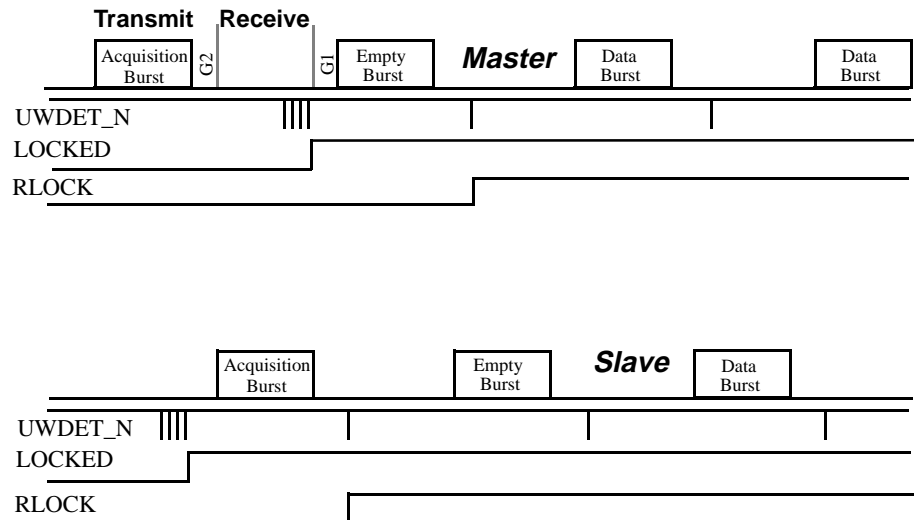 Transmit Receive
Acquisition
Burst
G2
G1
Empty
Burst
Master
Data
Burst
Data
Burst
UWDET_N
LOCKED
RLOCK
Acquisition
Burst
Empty
Burst
Slave
Data
Burst
UWDET_N
LOCKED
RLOCK